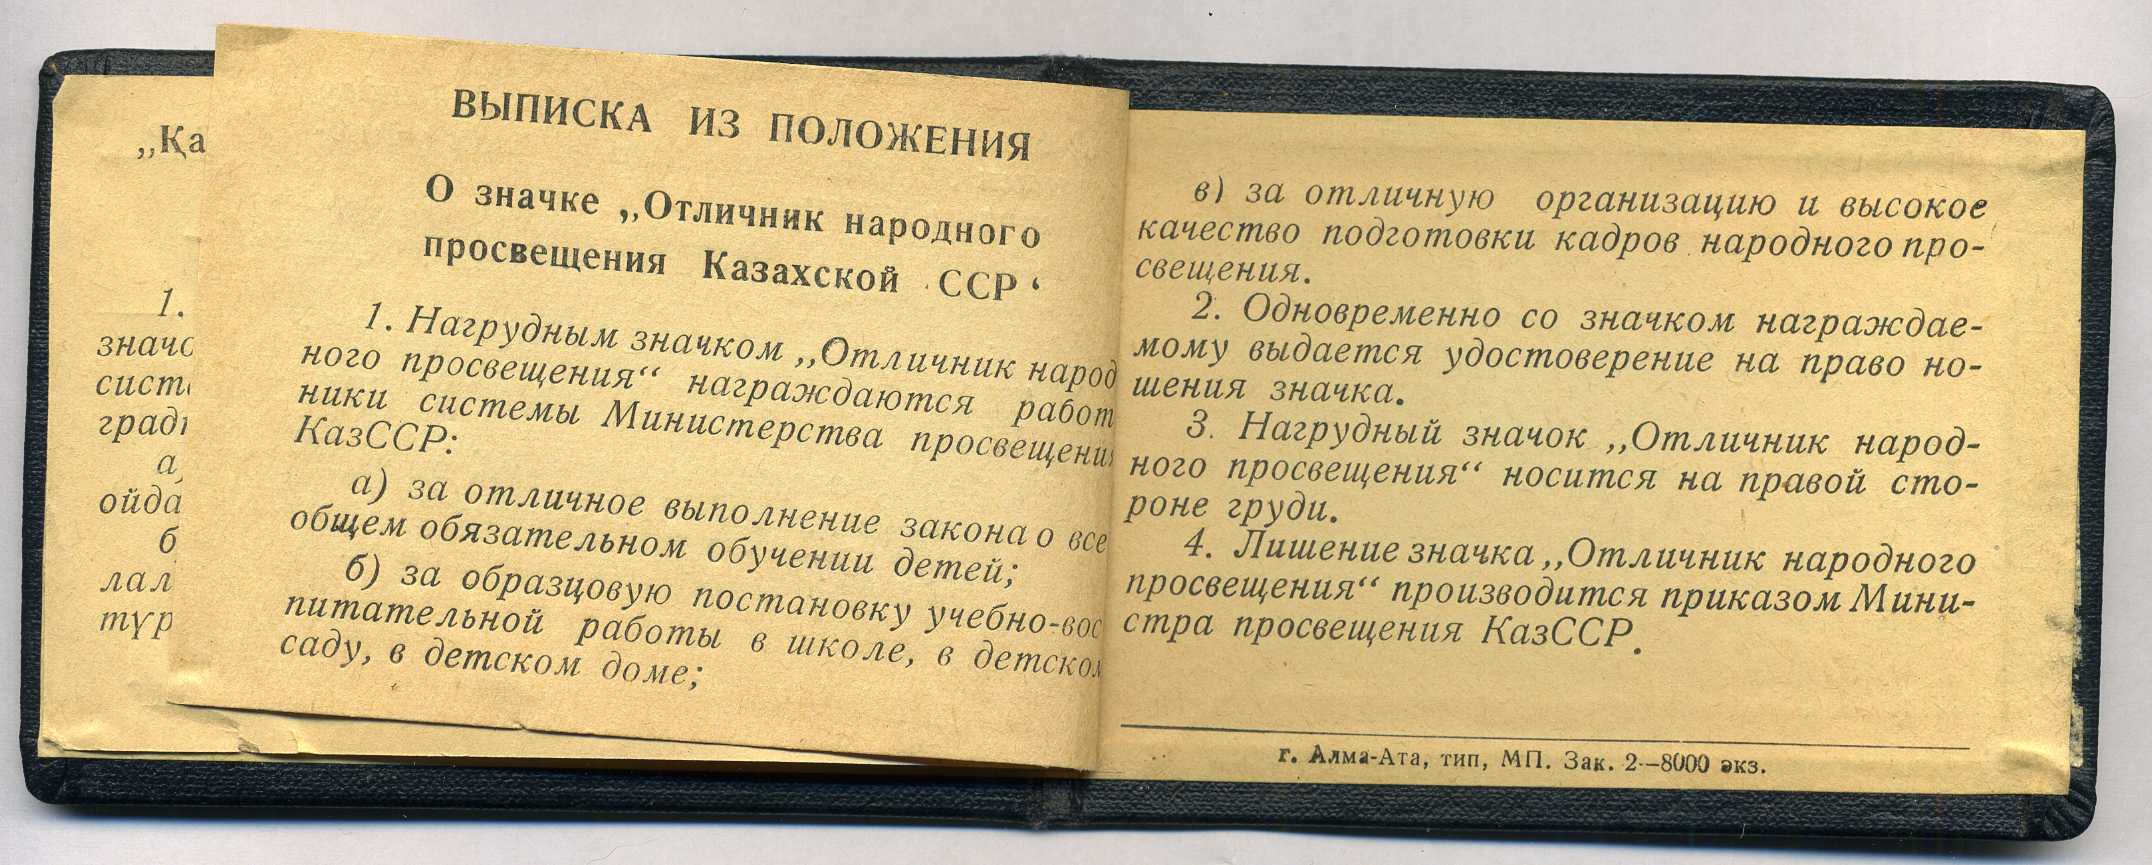 „Қа
1.
значо
сист
град
а
ойда
б
лал
түр
ВЫПИСКА ИЗ ПОЛОЖЕНИЯ
О значке „Отличник народного
просвещения Казахской ССР‘
1. Нагрудным значком „Отличник народ
ного просвещения“ награждаются работ
ники системы Министерства просвещени
КазССР:
а) за отличное выполнение закона о все
общем обязательном обучении детей;
б) за образцовую постановку учебно-вос
питательной работы в школе, в детском
саду, в детском доме;
в) за отличную организацию и высокое
качество подготовки кадров народного про-
свещения.
2. Одновременно со значком награждае-
мому выдается удостоверение на право но-
шения значка.
3. Нагрудный значок „Отличник народ-
ного просвещения“ носится на правой сто-
роне груди.
4. Лишение значка „Отличник народного
просвещения“ производится приказом Мини-
стра просвещения КазССР.
г. Алма-Ата, тип, МП. Зак. 2—8000 экз.